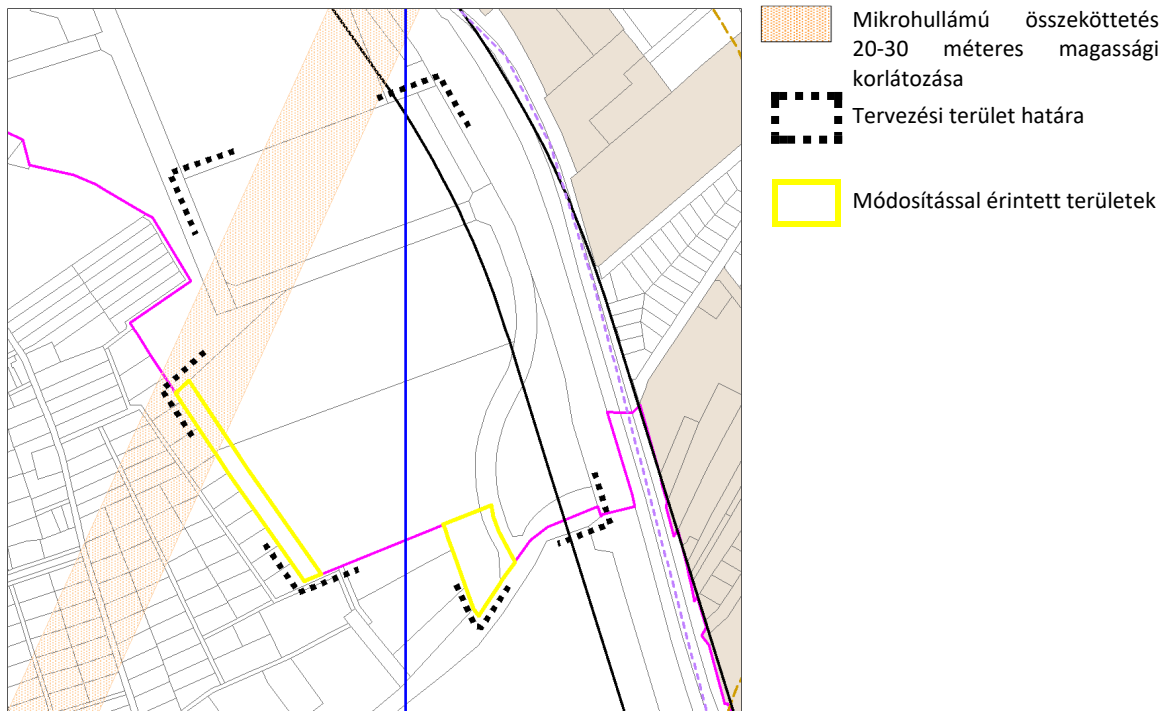 Mikrohullámú összeköttetés
20-30 méteres magassági
korlátozása
Tervezési terület határa
Módosítással érintett területek